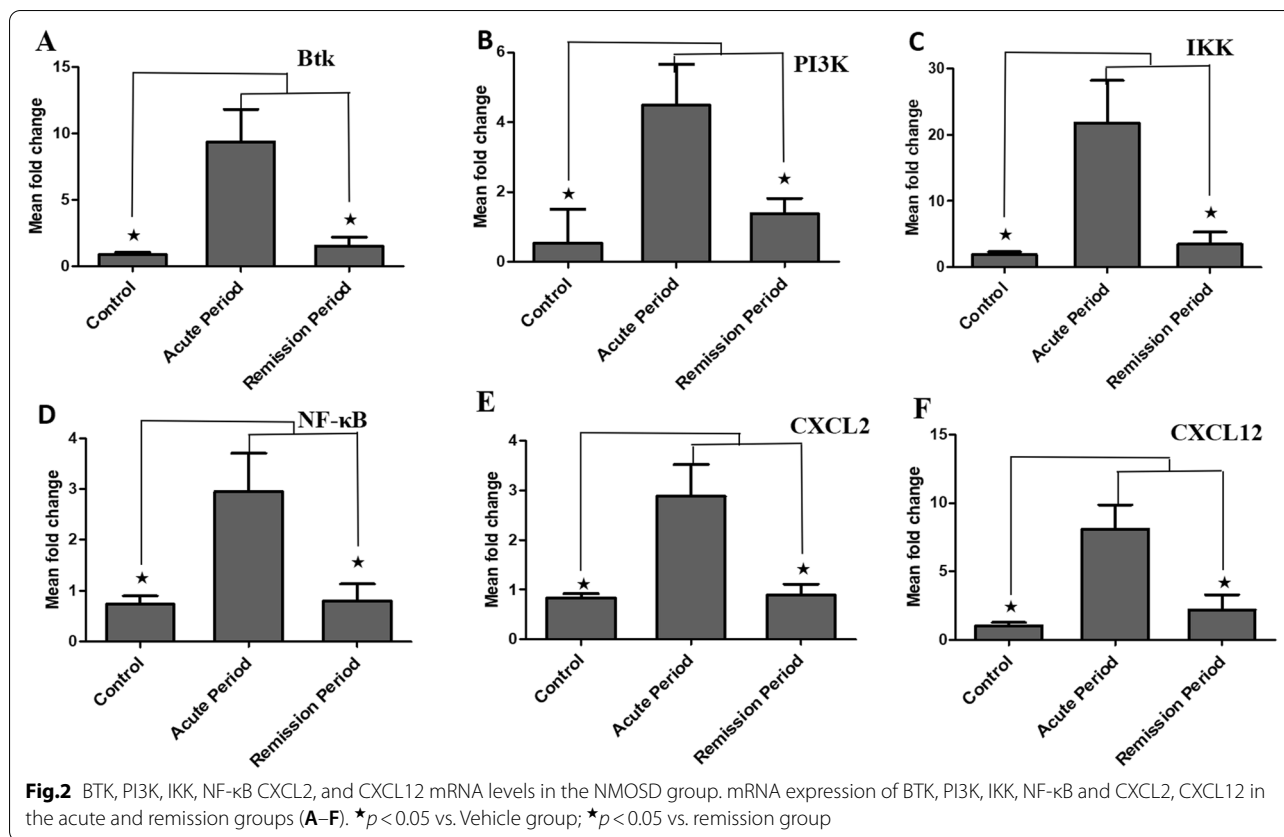 A
Btk
Mean fold change
15
10
5
0
★
★
Control
Acute Period
Remission Period
B
PI3K
Mean fold change
6
4
2
0
★
★
Control
Acute Period
Remission Period
C
IKK
Mean fold change
30
20
10
0
★
★
Control
Acute Period
Remission Period
D
NF-κB
Mean fold change
4
3
2
1
0
★
★
Control
Acute Period
Remission Period
E
CXCL2
Mean fold change
4
3
2
1
0
★
★
Control
Acute Period
Remission Period
F
CXCL12
Mean fold change
15
10
5
0
★
★
Control
Acute Period
Remission Period
Fig.2 BTK, PI3K, IKK, NF-κB CXCL2, and CXCL12 mRNA levels in the NMOSD group. mRNA expression of BTK, PI3K, IKK, NF-κB and CXCL2, CXCL12 in
the acute and remission groups (A–F). ★p < 0.05 vs. Vehicle group; ★p < 0.05 vs. remission group